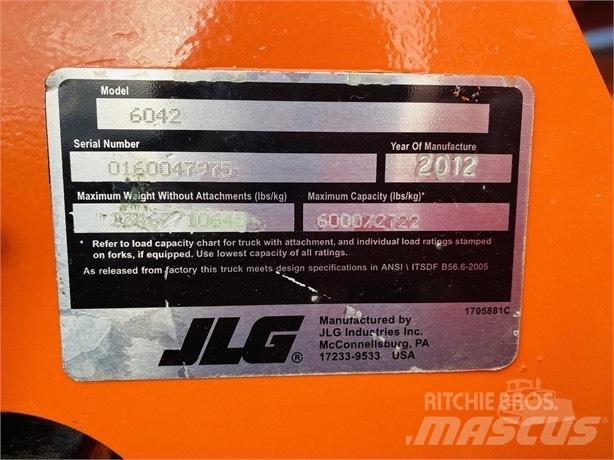 Model
6042
Serial Number
0160047975
Year Of Manufacture
2012
Maximum Weight Without Attachments (lbs/kg)
Maximum Capacity (lbs/kg)*
6000/2722
* Refer to load capacity chart for truck with attachment, and individual load ratings stamped
on forks, if equipped. Use lowest capacity of all ratings.
As released from factory this truck meets design specifications in ANSI \ ITSDF B56.6-2005
1705881C
JLG®
Manufactured by
JLG Industries Inc.
McConnellsburg, PA
17233-9533 USA
RITCHIE BROS.
MASCUS